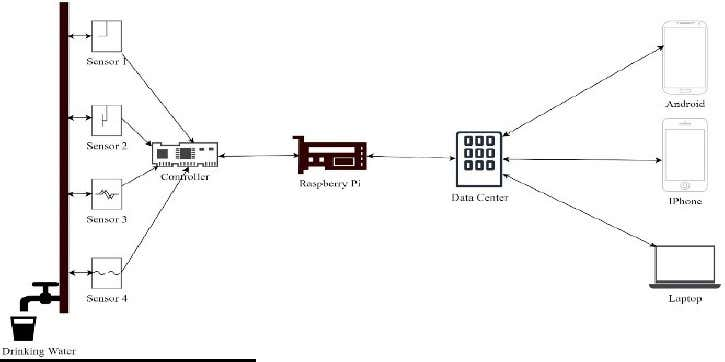 Sensor 1
Sensor 2
Sensor 3
Sensor 4
Controller
Raspberry Pi
Data Center
Android
IPhone
Laptop
Drinking Water